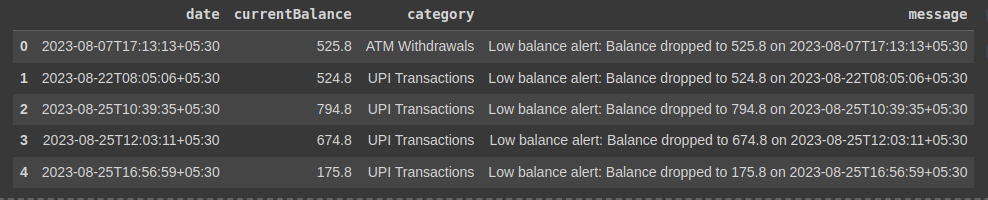 date currentBalance category message
0 2023-08-07T17:13:13+05:30 525.8 ATM Withdrawals Low balance alert: Balance dropped to 525.8 on 2023-08-07T17:13:13+05:30
1 2023-08-22T08:05:06+05:30 524.8 UPI Transactions Low balance alert: Balance dropped to 524.8 on 2023-08-22T08:05:06+05:30
2 2023-08-25T10:39:35+05:30 794.8 UPI Transactions Low balance alert: Balance dropped to 794.8 on 2023-08-25T10:39:35+05:30
3 2023-08-25T12:03:11+05:30 674.8 UPI Transactions Low balance alert: Balance dropped to 674.8 on 2023-08-25T12:03:11+05:30
4 2023-08-25T16:56:59+05:30 175.8 UPI Transactions Low balance alert: Balance dropped to 175.8 on 2023-08-25T16:56:59+05:30